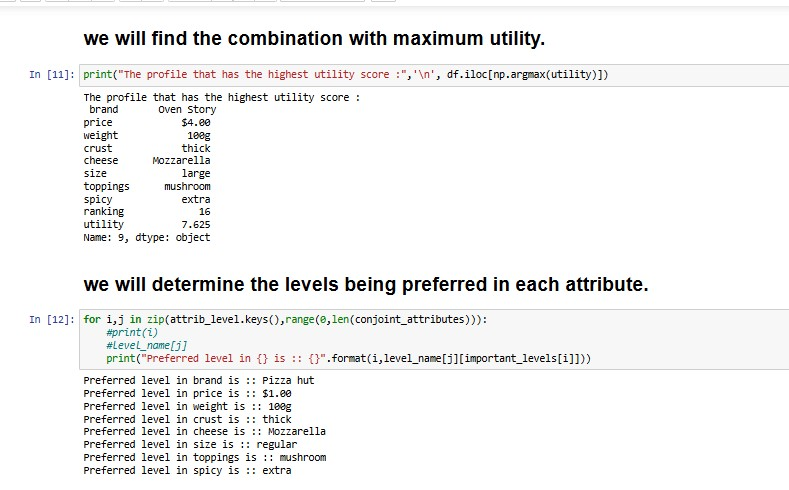 we will find the combination with maximum utility.
In [11]: print("The profile that has the highest utility score :",'\n', df.iloc[np.argmax(utility)])
The profile that has the highest utility score :
brand Oven Story
price $4.00
weight 100g
crust thick
cheese Mozzarella
size large
toppings mushroom
spicy extra
ranking 16
utility 7.625
Name: 9, dtype: object
we will determine the levels being preferred in each attribute.
In [12]: for i,j in zip(attrib_level.keys(),range(0,len(conjoint_attributes))):
#print(i)
#level_name[j]
print("Preferred level in {} is :: {}".format(i,level_name[j][important_levels[i]]))
Preferred level in brand is :: Pizza hut
Preferred level in price is :: $1.00
Preferred level in weight is :: 100g
Preferred level in crust is :: thick
Preferred level in cheese is :: Mozzarella
Preferred level in size is :: regular
Preferred level in toppings is :: mushroom
Preferred level in spicy is :: extra